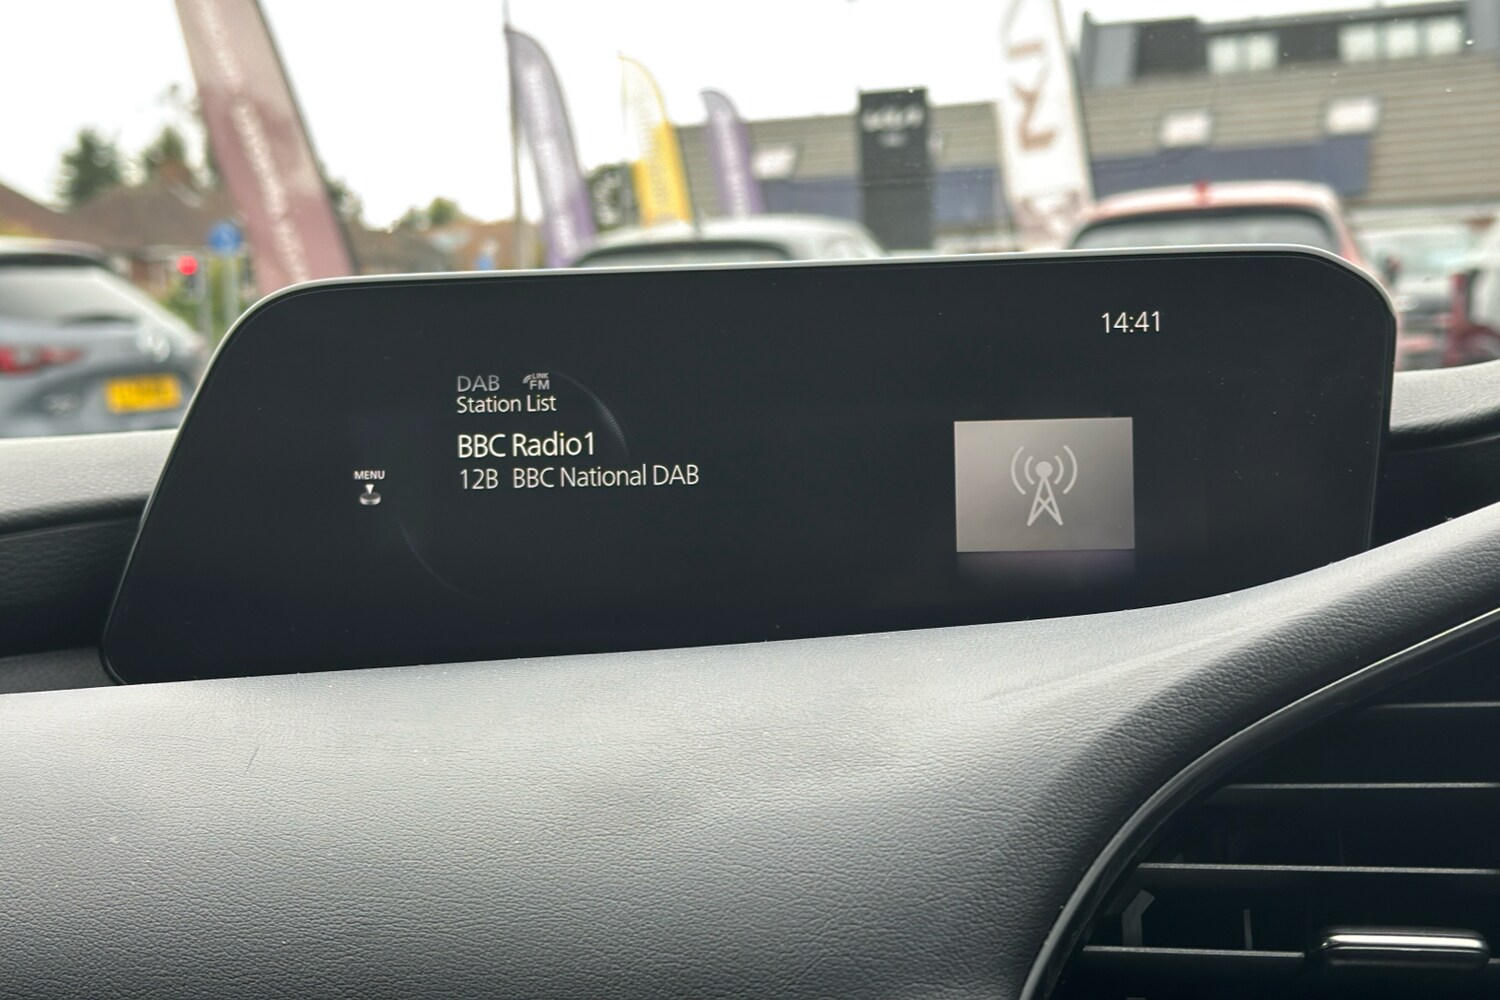 14:41
DAB LINK FM
Station List
BBC Radio1
12B BBC National DAB
MENU